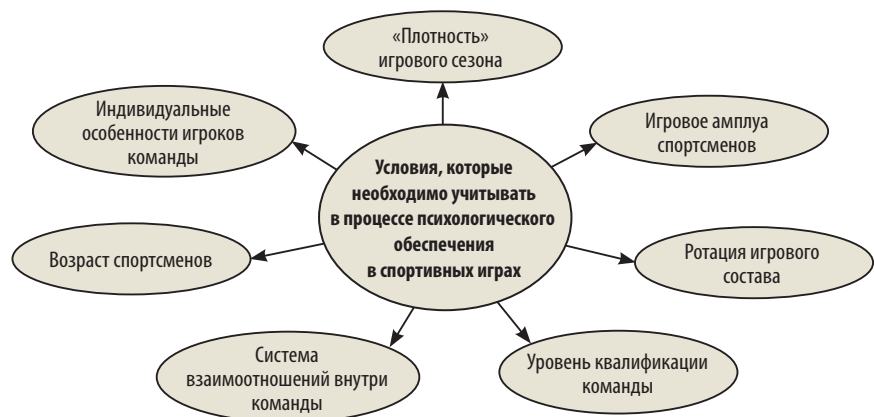 «Плотность»
игрового сезона
Индивидуальные
особенности игроков
команды
Игровое амплуа
спортсменов
Условия, которые
необходимо учитывать
в процессе психологического
обеспечения
в спортивных играх
Возраст спортсменов
Ротация игрового
состава
Система
взаимоотношений внутри
команды
Уровень квалификации
команды